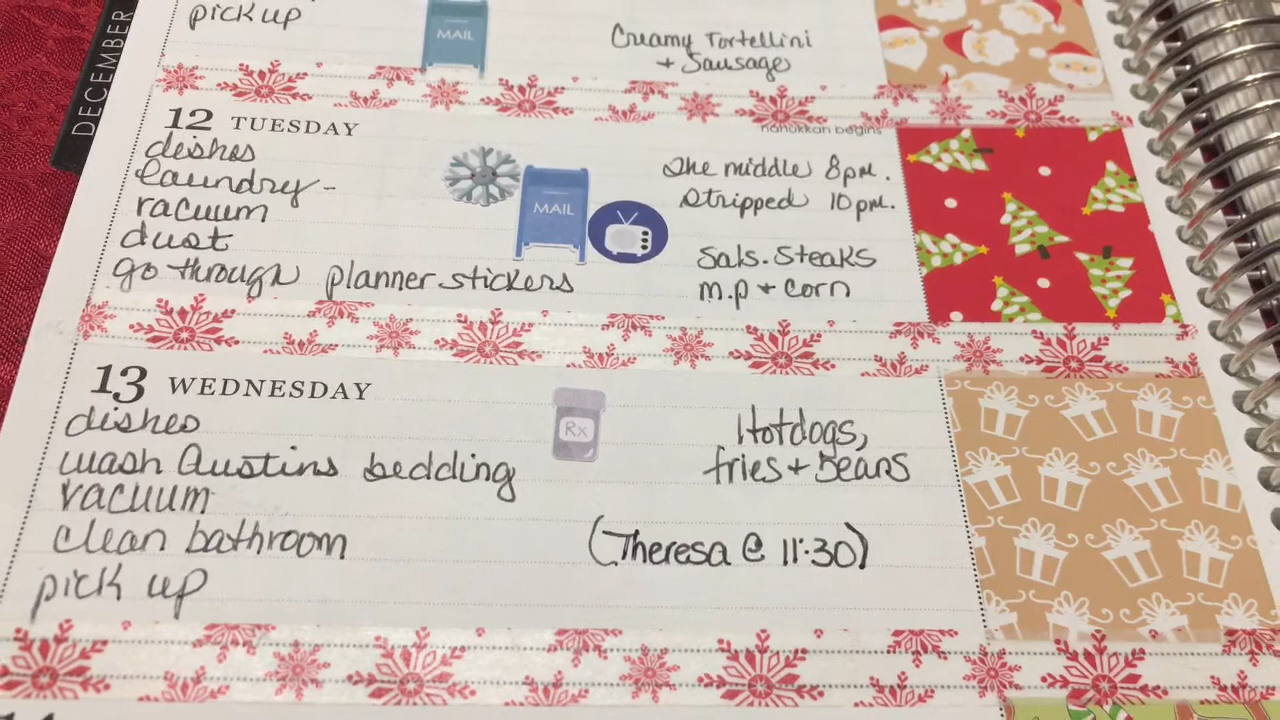 DECEMBER
pick up
MAIL
Creamy Tortellini
+ Sausage
12 TUESDAY
hanukkah begins
dishes
laundry -
vacuum
dust
go through planner stickers
MAIL
The middle 8pm.
Stripped 10pm.
Sals. Steaks
m.p + corn
13 WEDNESDAY
dishes
wash Austins bedding
vacuum
clean bathroom
pick up
Rx
Hotdogs,
fries + Beans
(Theresa @ 11:30)